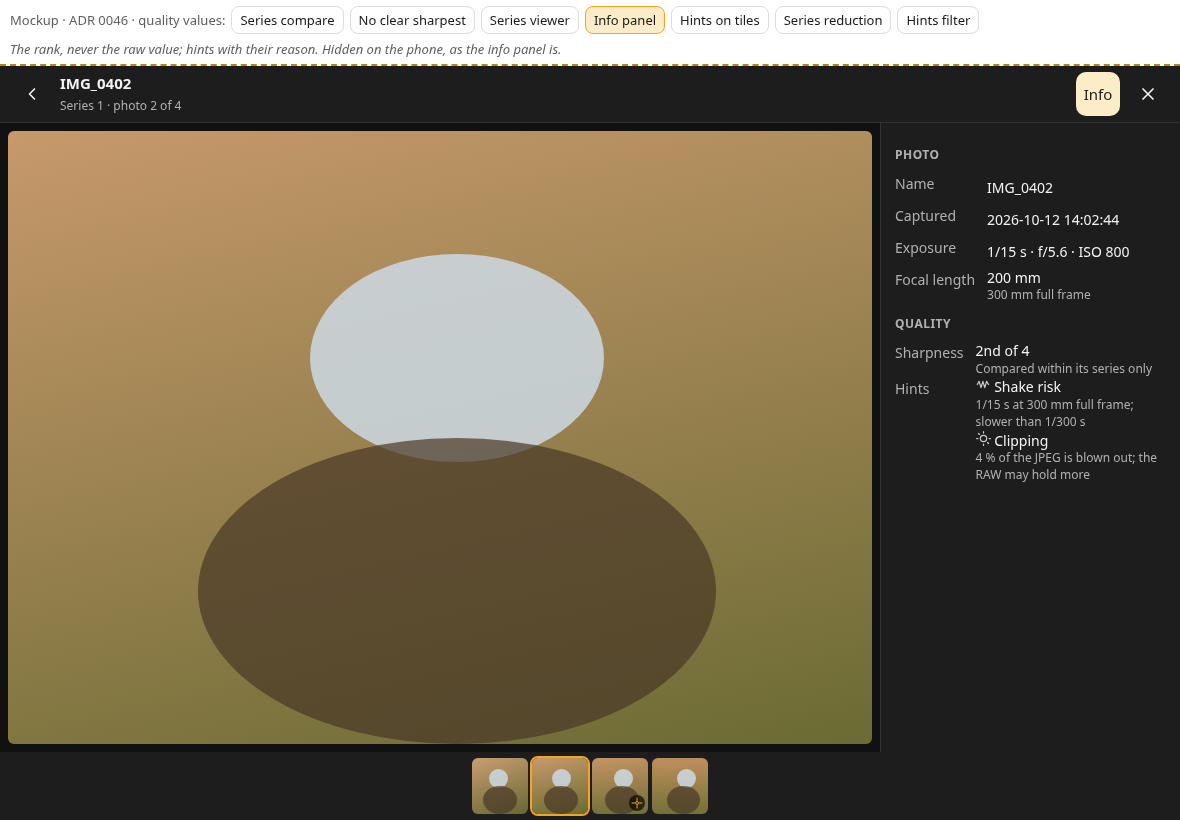 Mockup · ADR 0046 · quality values: Series compare No clear sharpest Series viewer Info panel Hints on tiles Series reduction Hints filter
The rank, never the raw value; hints with their reason. Hidden on the phone, as the info panel is.
IMG_0402
Series 1 · photo 2 of 4
Info
PHOTO
Name IMG_0402
Captured 2026-10-12 14:02:44
Exposure 1/15 s · f/5.6 · ISO 800
Focal length 200 mm
300 mm full frame
QUALITY
Sharpness 2nd of 4
Compared within its series only
Hints Shake risk
1/15 s at 300 mm full frame;
slower than 1/300 s
Clipping
4 % of the JPEG is blown out; the
RAW may hold more